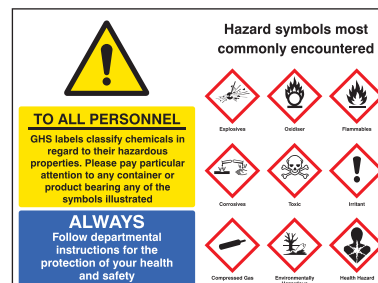 Hazard symbols most
commonly encountered
TO ALL PERSONNEL
GHS labels classify chemicals in
regard to their hazardous
properties. Please pay particular
attention to any container or
product bearing any of the
symbols illustrated
ALWAYS
Follow departmental
instructions for the
protection of your health
and safety
Explosives
Oxidiser
Flammables
Corrosives
Toxic
Irritant
Compressed Gas
Environmentally
Health Hazard